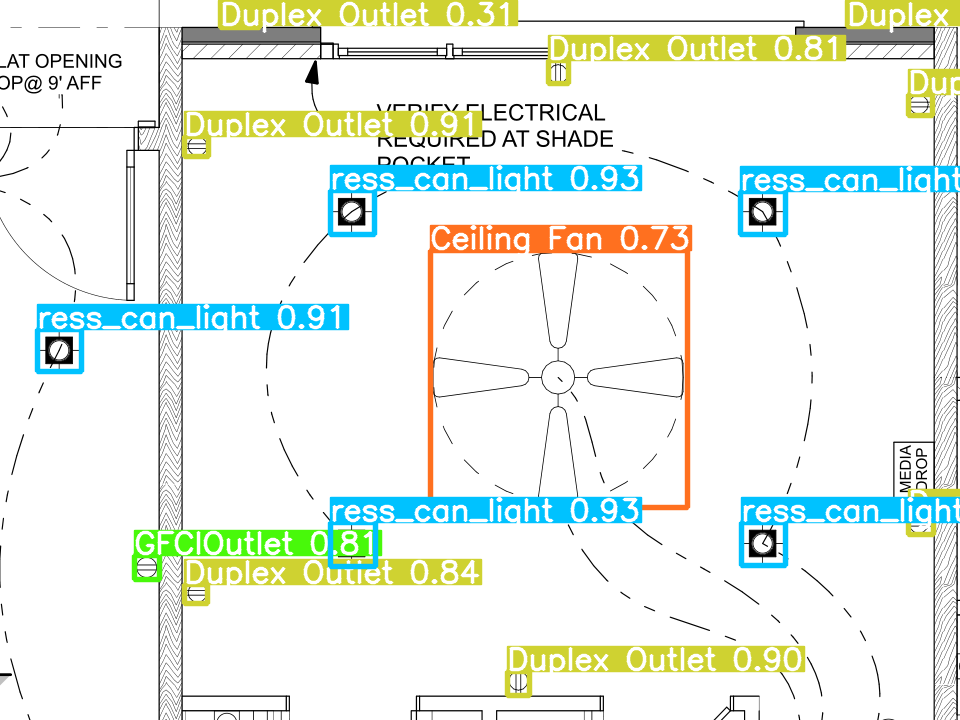 Duplex Outlet 0.31
Duplex
Duplex Outlet 0.81
LAT OPENING
OP@ 9' AFF
Dup
VERIFY ELECTRICAL
Duplex Outlet 0.91
REQUIRED AT SHADE
POCKET
ress_can_light 0.93
ress_can_light
Ceiling Fan 0.73
ress_can_light 0.91
MEDIA
DROP
ress_can_light 0.93
ress_can_light
GFCIOutlet 0.81
Duplex Outlet 0.84
Duplex Outlet 0.90